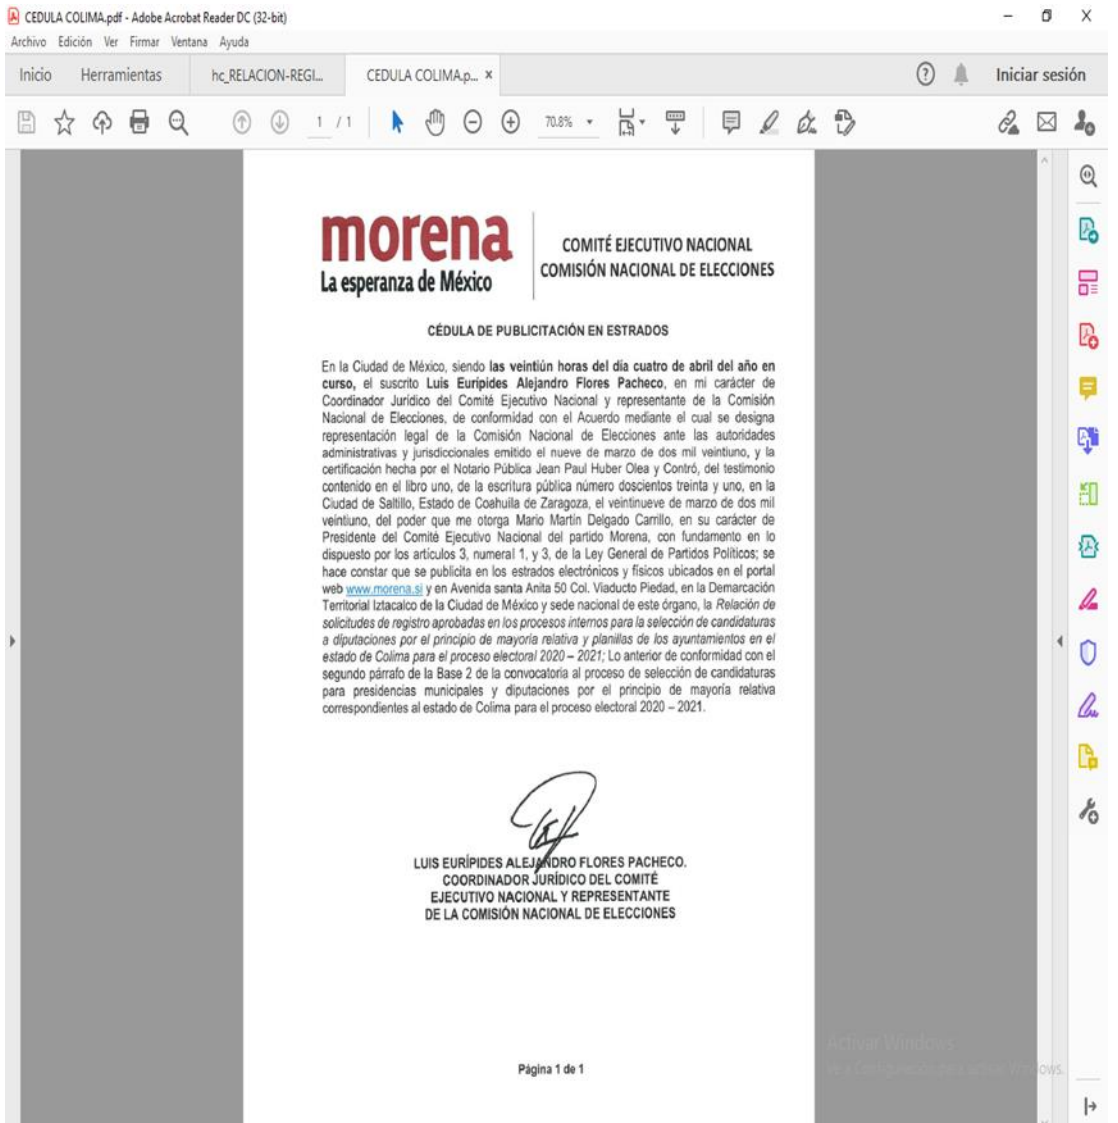 CEDULA COLIMA.pdf - Adobe Acrobat Reader DC (32-bit)
Archivo Edición Ver Firmar Ventana Ayuda
Inicio Herramientas hc_RELACION-REGI... CEDULA COLIMA.p... × Iniciar sesión
1 / 1 70.8%
morena
La esperanza de México
COMITÉ EJECUTIVO NACIONAL
COMISIÓN NACIONAL DE ELECCIONES
CÉDULA DE PUBLICITACIÓN EN ESTRADOS
En la Ciudad de México, siendo las veintiún horas del día cuatro de abril del año en
curso, el suscrito Luis Eurípides Alejandro Flores Pacheco, en mi carácter de
Coordinador Jurídico del Comité Ejecutivo Nacional y representante de la Comisión
Nacional de Elecciones, de conformidad con el Acuerdo mediante el cual se designa
representación legal de la Comisión Nacional de Elecciones ante las autoridades
administrativas y jurisdiccionales emitido el nueve de marzo de dos mil veintiuno, y la
certificación hecha por el Notario Pública Jean Paul Huber Olea y Contró, del testimonio
contenido en el libro uno, de la escritura pública número doscientos treinta y uno, en la
Ciudad de Saltillo, Estado de Coahuila de Zaragoza, el veintinueve de marzo de dos mil
veintiuno, del poder que me otorga Mario Martín Delgado Carrillo, en su carácter de
Presidente del Comité Ejecutivo Nacional del partido Morena, con fundamento en lo
dispuesto por los artículos 3, numeral 1, y 3, de la Ley General de Partidos Políticos; se
hace constar que se publicita en los estrados electrónicos y físicos ubicados en el portal
web www.morena.si y en Avenida santa Anita 50 Col. Viaducto Piedad, en la Demarcación
Territorial Iztacalco de la Ciudad de México y sede nacional de este órgano, la Relación de
solicitudes de registro aprobadas en los procesos internos para la selección de candidaturas
a diputaciones por el principio de mayoría relativa y planillas de los ayuntamientos en el
estado de Colima para el proceso electoral 2020 – 2021; Lo anterior de conformidad con el
segundo párrafo de la Base 2 de la convocatoria al proceso de selección de candidaturas
para presidencias municipales y diputaciones por el principio de mayoría relativa
correspondientes al estado de Colima para el proceso electoral 2020 – 2021.
LUIS EURÍPIDES ALEJANDRO FLORES PACHECO.
COORDINADOR JURÍDICO DEL COMITÉ
EJECUTIVO NACIONAL Y REPRESENTANTE
DE LA COMISIÓN NACIONAL DE ELECCIONES
Activar Windows
Página 1 de 1